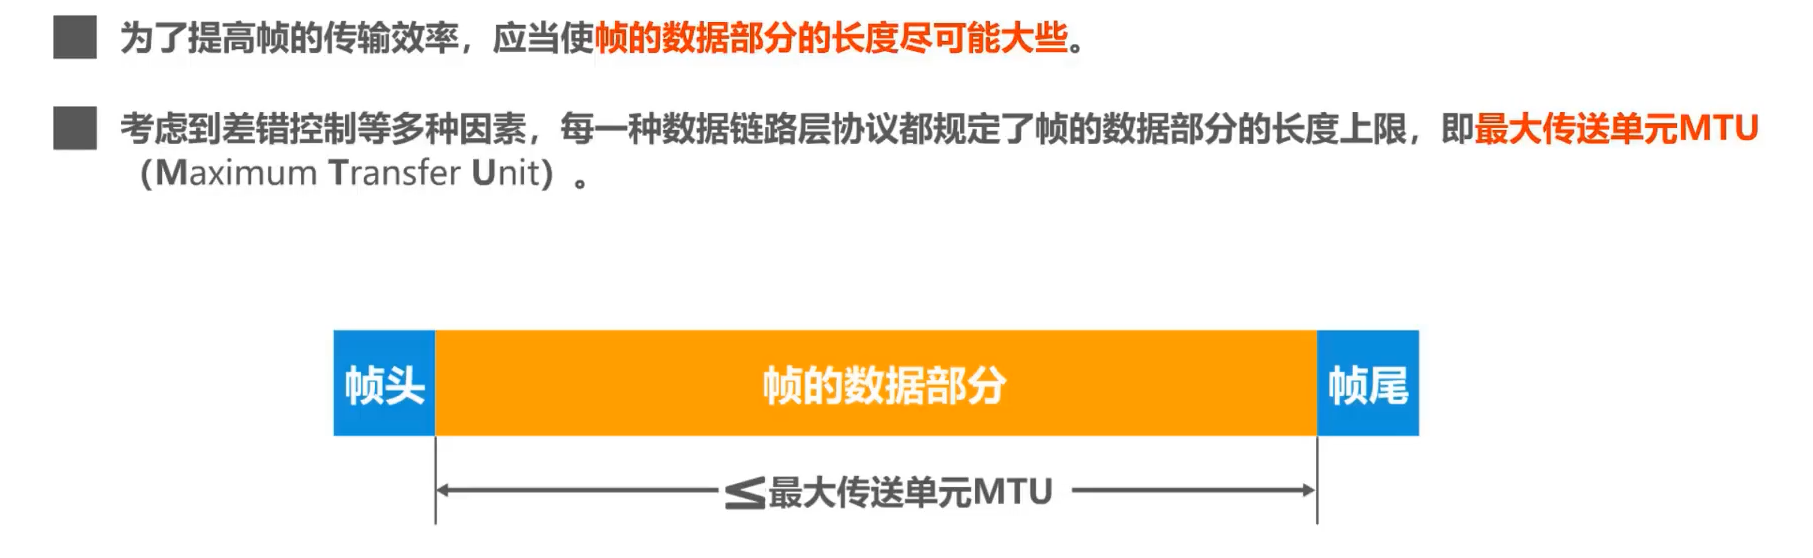 为了提高帧的传输效率，应当使帧的数据部分的长度尽可能大些。
考虑到差错控制等多种因素，每一种数据链路层协议都规定了帧的数据部分的长度上限，即最大传送单元MTU
（Maximum Transfer Unit）。
帧头 帧的数据部分 帧尾
≦最大传送单元MTU